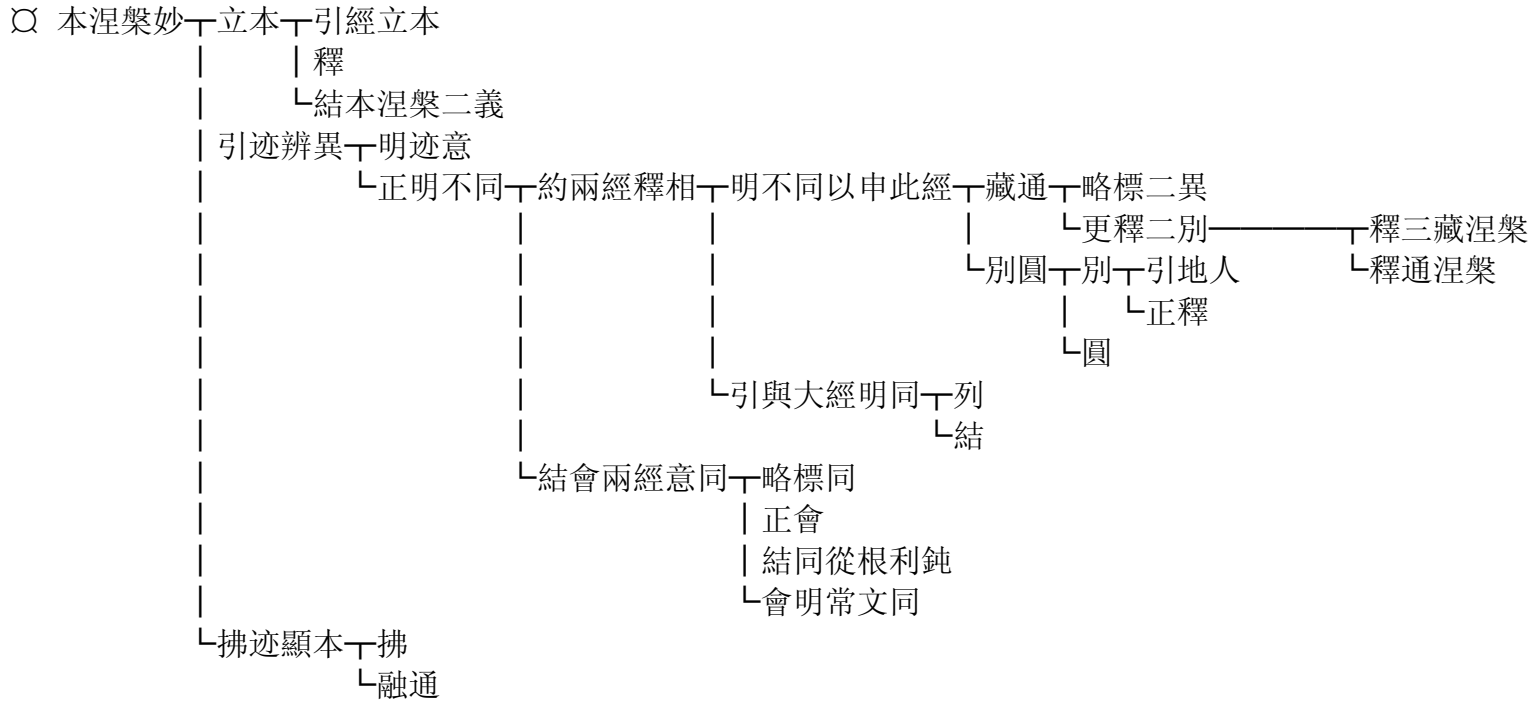 ¤ 本涅槃妙┬立本┬引經立本
│ │釋
│ └結本涅槃二義
│引迹辨異┬明迹意
│ └正明不同┬約兩經釋相┬明不同以申此經┬藏通┬略標二異
│ │ │ │ └更釋二別─────┬釋三藏涅槃
│ │ │ └別圓┬別┬引地人 └釋通涅槃
│ │ │ │ └正釋
│ │ │ └圓
│ │ └引與大經明同┬列
│ │ └結
│ └結會兩經意同┬略標同
│ │正會
│ │結同從根利鈍
│ └會明常文同
└拂迹顯本┬拂
└融通